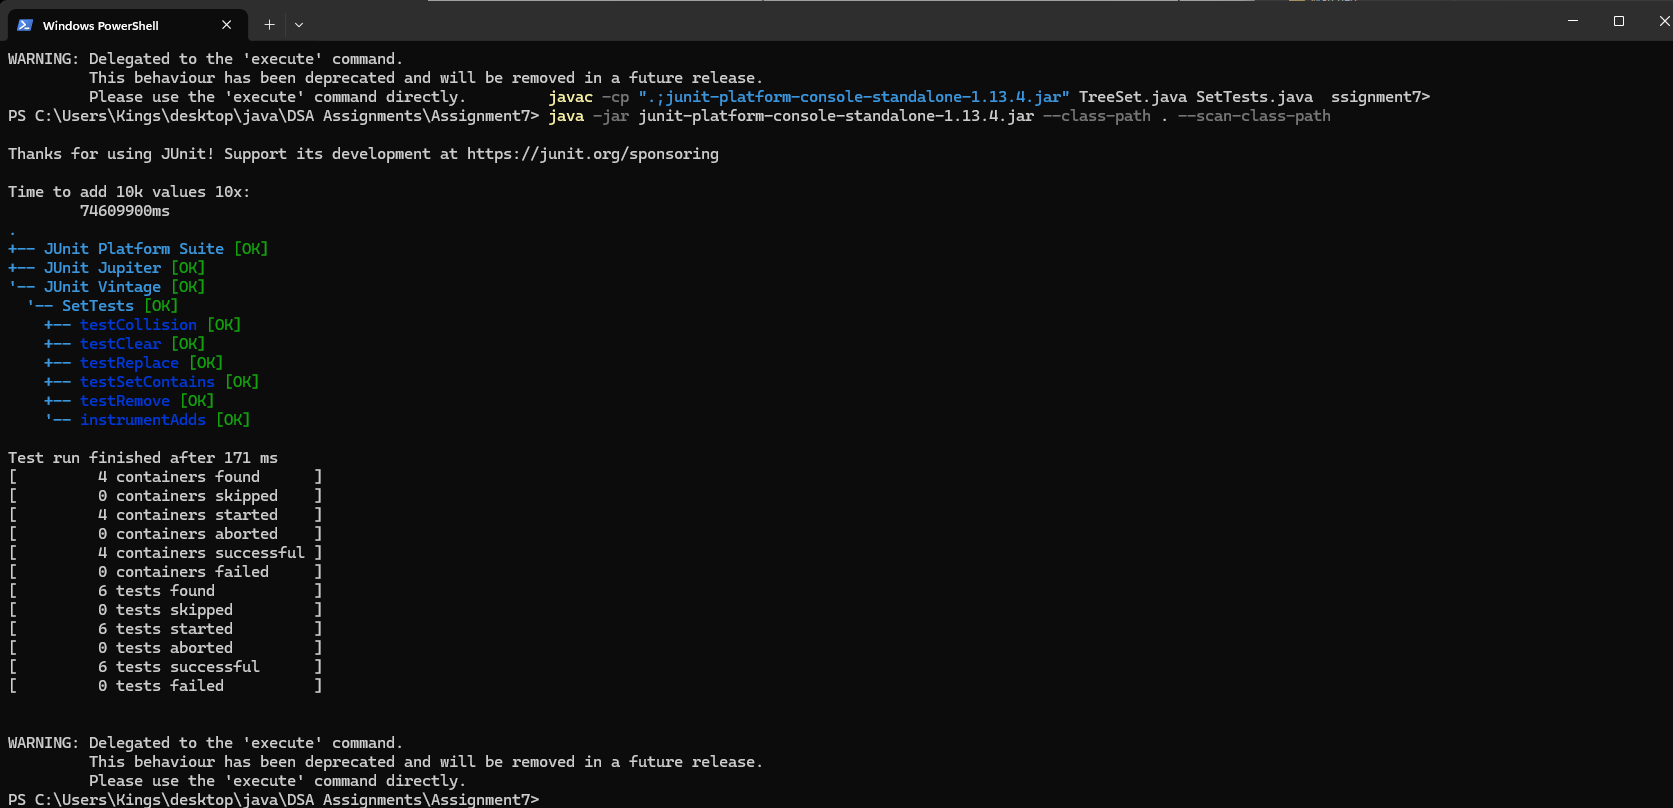 Windows PowerShell
WARNING: Delegated to the 'execute' command.
         This behaviour has been deprecated and will be removed in a future release.
         Please use the 'execute' command directly.         javac -cp ".;junit-platform-console-standalone-1.13.4.jar" TreeSet.java SetTests.java  ssignment7>
PS C:\Users\Kings\desktop\java\DSA Assignments\Assignment7> java -jar junit-platform-console-standalone-1.13.4.jar --class-path . --scan-class-path

Thanks for using JUnit! Support its development at https://junit.org/sponsoring

Time to add 10k values 10x:
        74609900ms
.
+-- JUnit Platform Suite [OK]
+-- JUnit Jupiter [OK]
'-- JUnit Vintage [OK]
  '-- SetTests [OK]
    +-- testCollision [OK]
    +-- testClear [OK]
    +-- testReplace [OK]
    +-- testSetContains [OK]
    +-- testRemove [OK]
    '-- instrumentAdds [OK]

Test run finished after 171 ms
[         4 containers found      ]
[         0 containers skipped    ]
[         4 containers started    ]
[         0 containers aborted    ]
[         4 containers successful ]
[         0 containers failed     ]
[         6 tests found           ]
[         0 tests skipped         ]
[         6 tests started         ]
[         0 tests aborted         ]
[         6 tests successful      ]
[         0 tests failed          ]

WARNING: Delegated to the 'execute' command.
         This behaviour has been deprecated and will be removed in a future release.
         Please use the 'execute' command directly.
PS C:\Users\Kings\desktop\java\DSA Assignments\Assignment7>